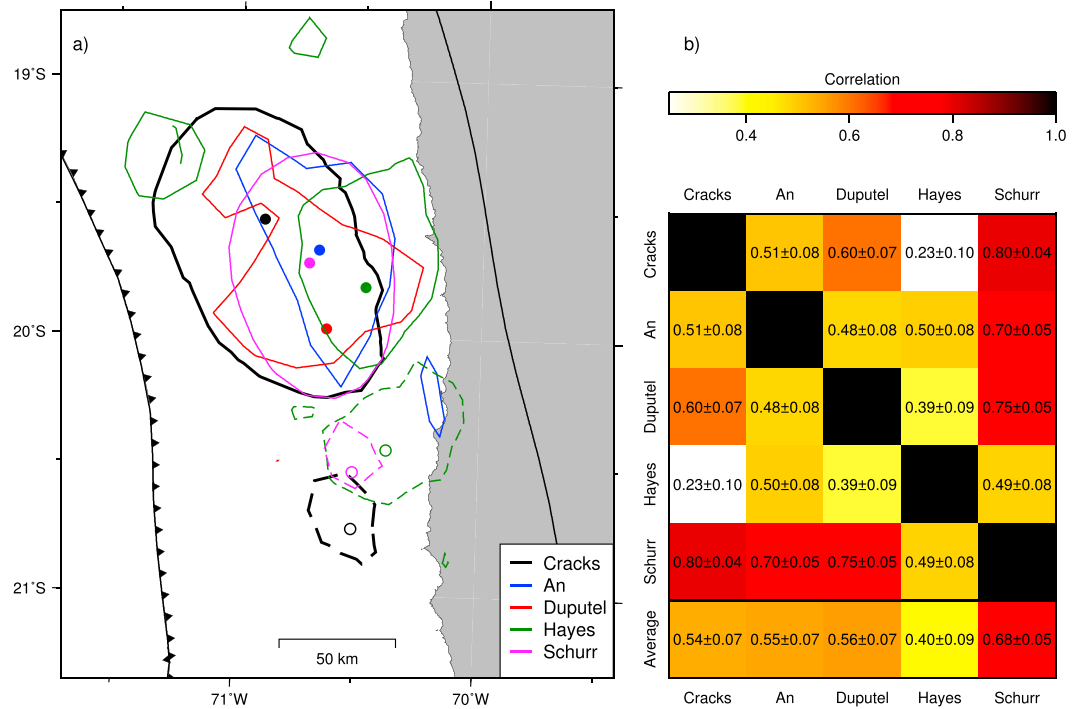 a)
19°S
20°S
21°S
71°W
70°W
50 km
Cracks
An
Duputel
Hayes
Schurr
b)
Correlation
0.4 0.6 0.8 1.0
Cracks An Duputel Hayes Schurr
Cracks 0.51±0.08 0.60±0.07 0.23±0.10 0.80±0.04
An 0.51±0.08 0.48±0.08 0.50±0.08 0.70±0.05
Duputel 0.60±0.07 0.48±0.08 0.39±0.09 0.75±0.05
Hayes 0.23±0.10 0.50±0.08 0.39±0.09 0.49±0.08
Schurr 0.80±0.04 0.70±0.05 0.75±0.05 0.49±0.08
Average 0.54±0.07 0.55±0.07 0.56±0.07 0.40±0.09 0.68±0.05
Cracks An Duputel Hayes Schurr